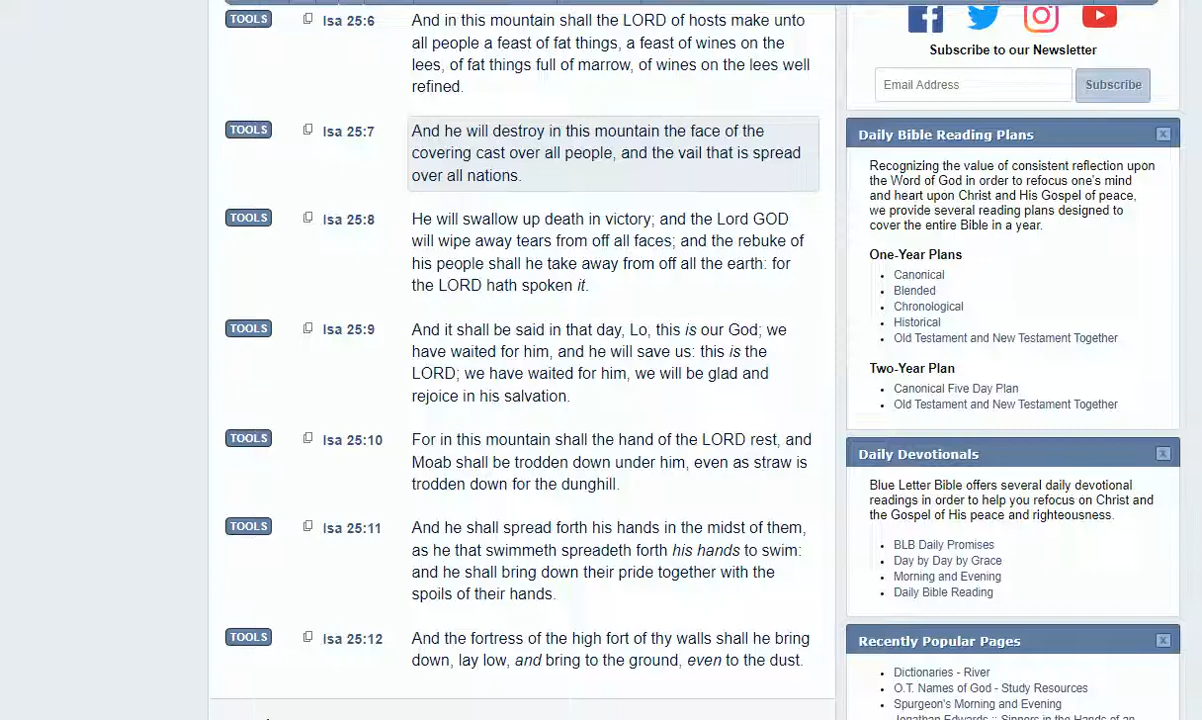 TOOLS Isa 25:6 And in this mountain shall the LORD of hosts make unto
all people a feast of fat things, a feast of wines on the
lees, of fat things full of marrow, of wines on the lees well
refined.
TOOLS Isa 25:7 And he will destroy in this mountain the face of the
covering cast over all people, and the vail that is spread
over all nations.
TOOLS Isa 25:8 He will swallow up death in victory; and the Lord GOD
will wipe away tears from off all faces; and the rebuke of
his people shall he take away from off all the earth: for
the LORD hath spoken it.
TOOLS Isa 25:9 And it shall be said in that day, Lo, this is our God; we
have waited for him, and he will save us: this is the
LORD; we have waited for him, we will be glad and
rejoice in his salvation.
TOOLS Isa 25:10 For in this mountain shall the hand of the LORD rest, and
Moab shall be trodden down under him, even as straw is
trodden down for the dunghill.
TOOLS Isa 25:11 And he shall spread forth his hands in the midst of them,
as he that swimmeth spreadeth forth his hands to swim:
and he shall bring down their pride together with the
spoils of their hands.
TOOLS Isa 25:12 And the fortress of the high fort of thy walls shall he bring
down, lay low, and bring to the ground, even to the dust.
Subscribe to our Newsletter
Email Address Subscribe
Daily Bible Reading Plans
Recognizing the value of consistent reflection upon
the Word of God in order to refocus one's mind
and heart upon Christ and His Gospel of peace,
we provide several reading plans designed to
cover the entire Bible in a year.
One-Year Plans
Canonical
Blended
Chronological
Historical
Old Testament and New Testament Together
Two-Year Plan
Canonical Five Day Plan
Old Testament and New Testament Together
Daily Devotionals
Blue Letter Bible offers several daily devotional
readings in order to help you refocus on Christ and
the Gospel of His peace and righteousness.
BLB Daily Promises
Day by Day by Grace
Morning and Evening
Daily Bible Reading
Recently Popular Pages
Dictionaries - River
O.T. Names of God - Study Resources
Spurgeon's Morning and Evening
Jonathan Edwards :: Sinners in the Hands of an